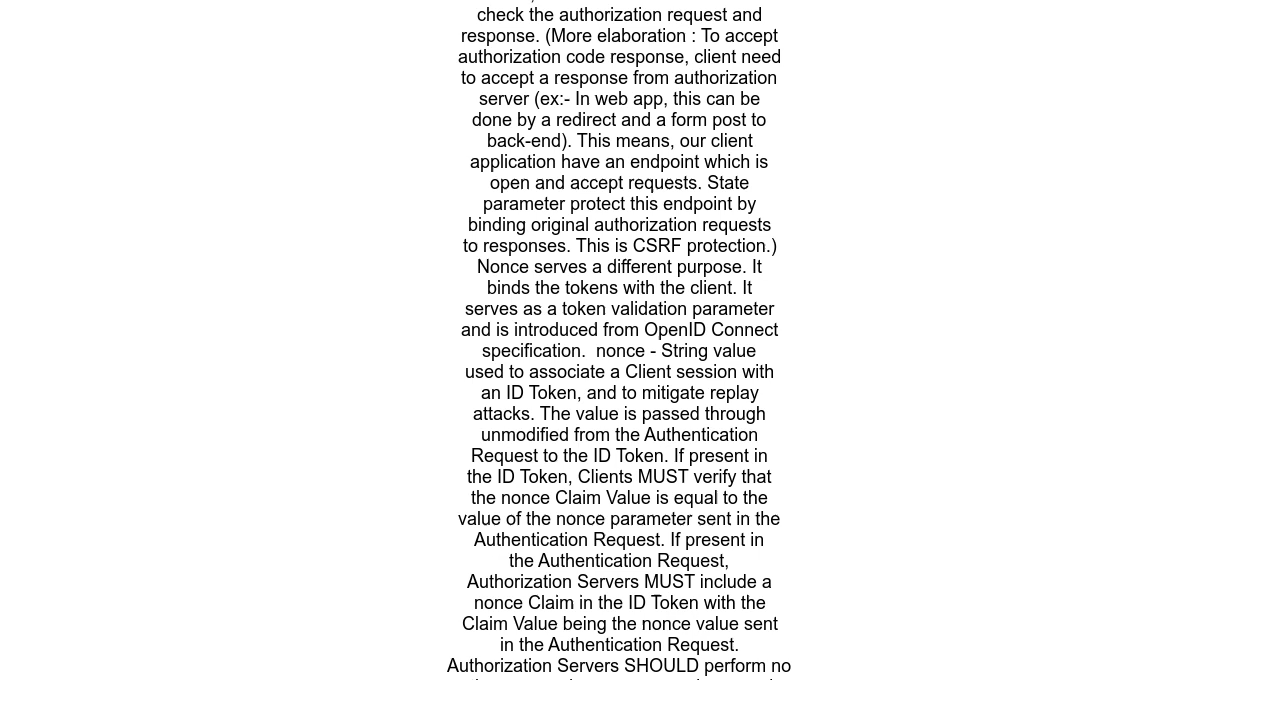 check the authorization request and
response. (More elaboration : To accept
authorization code response, client need
to accept a response from authorization
server (ex:- In web app, this can be
done by a redirect and a form post to
back-end). This means, our client
application have an endpoint which is
open and accept requests. State
parameter protect this endpoint by
binding original authorization requests
to responses. This is CSRF protection.)
Nonce serves a different purpose. It
binds the tokens with the client. It
serves as a token validation parameter
and is introduced from OpenID Connect
specification.  nonce - String value
used to associate a Client session with
an ID Token, and to mitigate replay
attacks. The value is passed through
unmodified from the Authentication
Request to the ID Token. If present in
the ID Token, Clients MUST verify that
the nonce Claim Value is equal to the
value of the nonce parameter sent in the
Authentication Request. If present in
the Authentication Request,
Authorization Servers MUST include a
nonce Claim in the ID Token with the
Claim Value being the nonce value sent
in the Authentication Request.
Authorization Servers SHOULD perform no